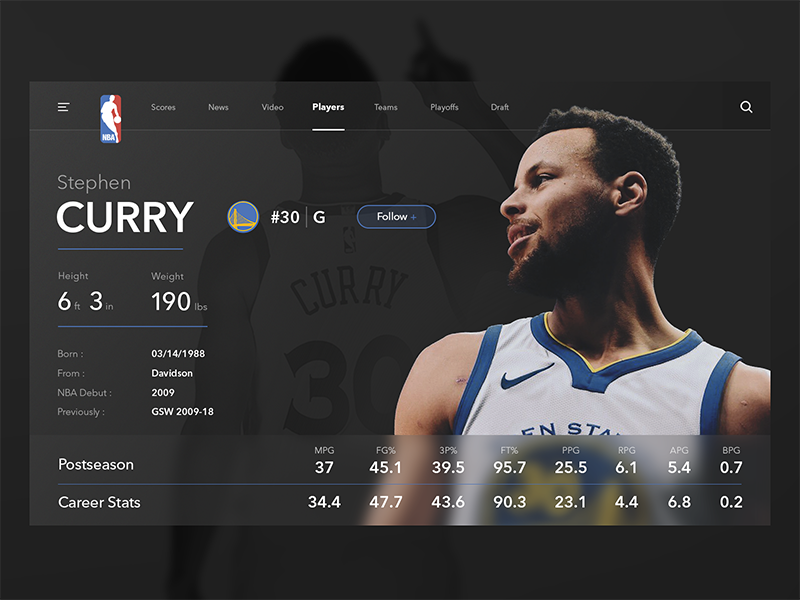 NBA
Scores News Video Players Teams Playoffs Draft
Stephen
CURRY
#30 | G
Follow +
Height Weight
6 ft 3 in 190 lbs
Born : 03/14/1988
From : Davidson
NBA Debut : 2009
Previously : GSW 2009-18
CURRY
30
EN STAT
MPG FG% 3P% FT% PPG RPG APG BPG
Postseason 37 45.1 39.5 95.7 25.5 6.1 5.4 0.7
Career Stats 34.4 47.7 43.6 90.3 23.1 4.4 6.8 0.2